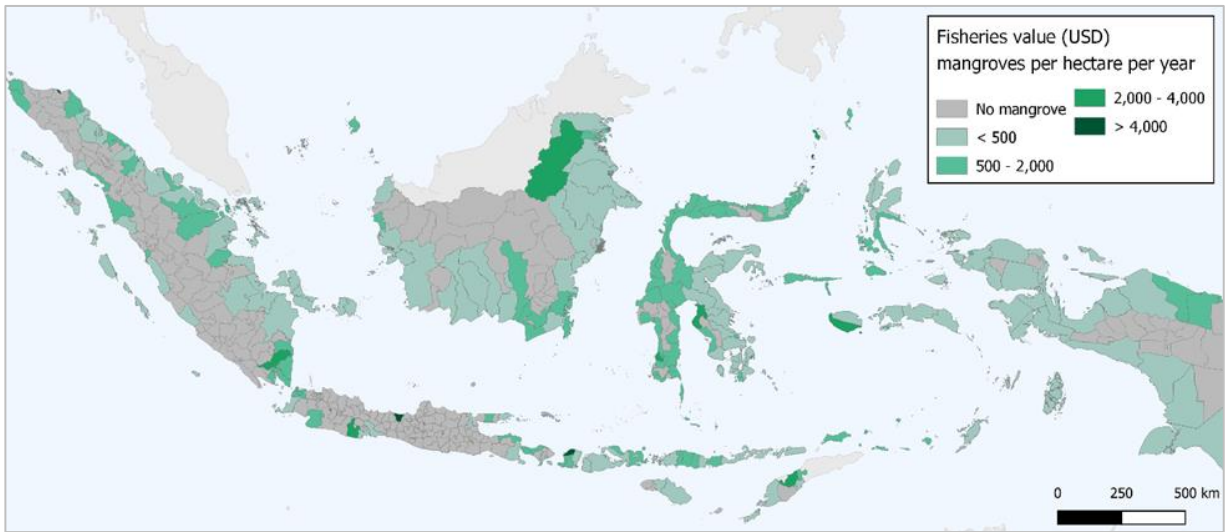 Fisheries value (USD)
mangroves per hectare per year
No mangrove
< 500
500 - 2,000
2,000 - 4,000
> 4,000
0 250 500 km